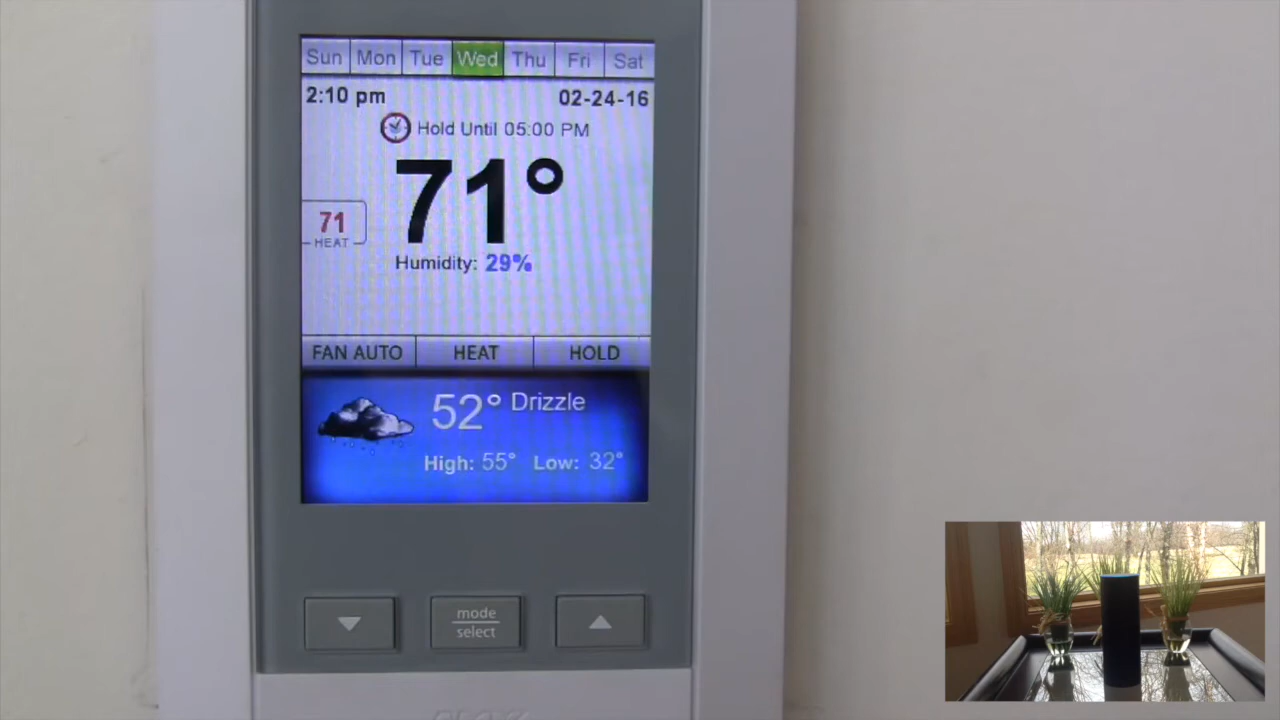 Sun Mon Tue Wed Thu Fri Sat
2:10 pm 02-24-16
Hold Until 05:00 PM
71°
71
HEAT
Humidity: 29%
FAN AUTO HEAT HOLD
52° Drizzle
High: 55° Low: 32°
mode
select